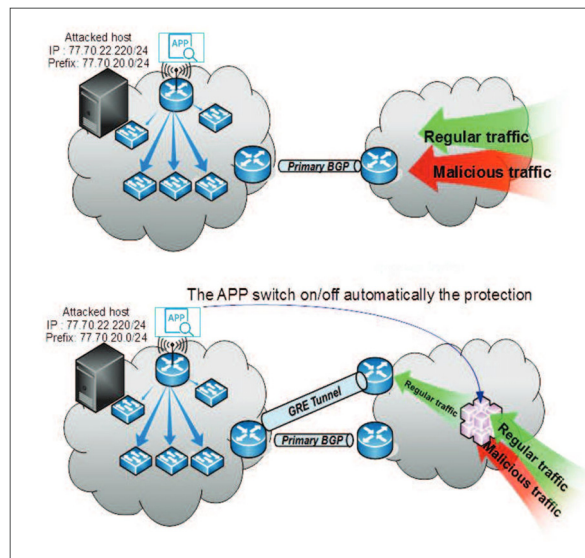 Attacked host
IP : 77.70.22.220/24
Prefix: 77.70.20.0/24
APP
Primary BGP
Regular traffic
Malicious traffic
The APP switch on/off automatically the protection
Attacked host
IP : 77.70.22.220/24
Prefix: 77.70.20.0/24
APP
GRE Tunnel
Primary BGP
Regular traffic
Regular traffic
Malicious traffic